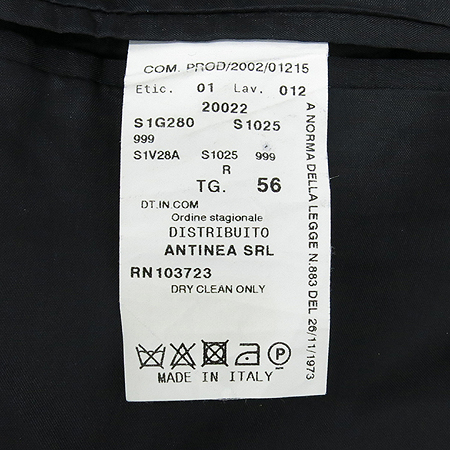 COM. PROD/2002/01215
Etic. 01 Lav. 012
20022
S1G280 S1025
999
S1V28A S1025 999
R
TG. 56
DT.IN.COM
Ordine stagionale
DISTRIBUITO
ANTINEA SRL
RN103723
DRY CLEAN ONLY
P
MADE IN ITALY
A NORMA DELLA LEGGE N.883 DEL 26/11/1973